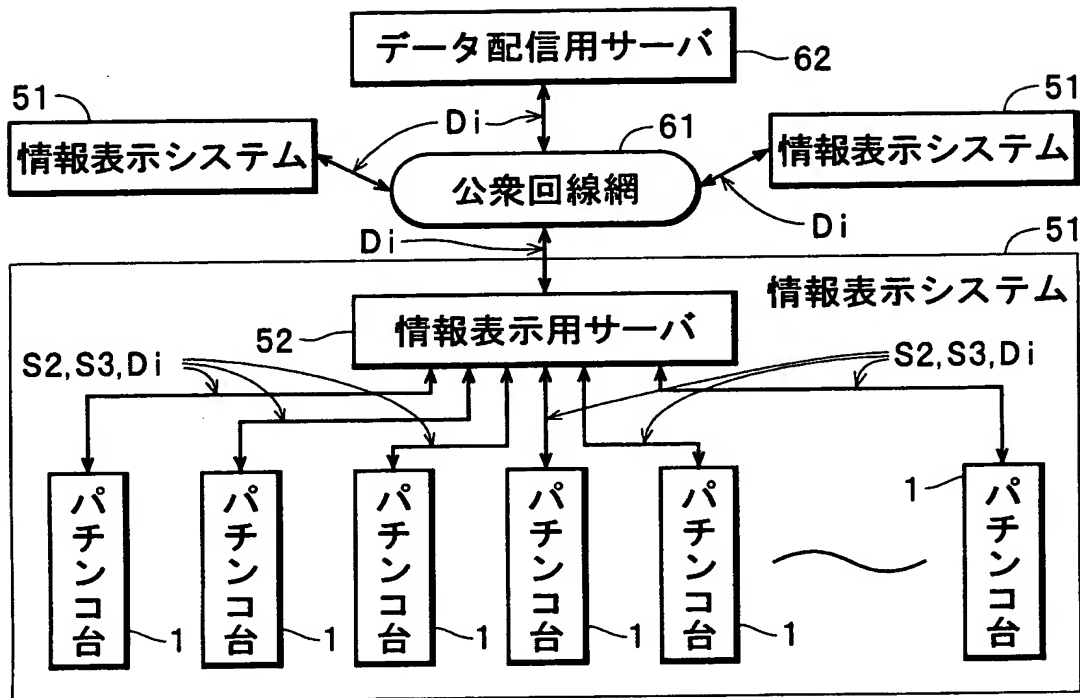 データ配信用サーバ
62
51
Di
61
51
情報表示システム
公衆回線網
情報表示システム
Di
Di
51
情報表示システム
52
情報表示用サーバ
S2,S3,Di
S2,S3,Di
パチンコ台
1
パチンコ台
1
パチンコ台
1
パチンコ台
1
パチンコ台
1
1
パチンコ台